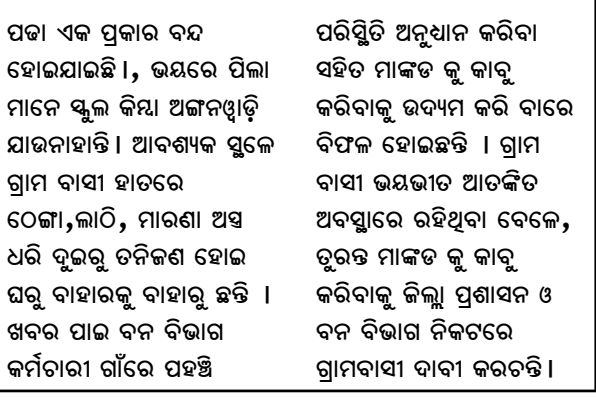 ପଢା ଏକ ପ୍ରକାର ବନ୍ଦ
ହୋଇଯାଇଛି।, ଭୟରେ ପିଲା
ମାନେ ସ୍କୁଲ କିମ୍ବା ଅଙ୍ଗନଓ୍ବାଡ଼ି
ଯାଉନାହାନ୍ତି। ଆବଶ୍ୟକ ସ୍ଥଳେ
ଗ୍ରାମ ବାସୀ ହାତରେ
ଠେଙ୍ଗା,ଲାଠି, ମାରଣା ଅସ୍ତ୍ର
ଧରି ଦୁଇରୁ ତନିଜଣ ହୋଇ
ଘରୁ ବାହାରକୁ ବାହାରୁ ଛନ୍ତି ।
ଖବର ପାଇ ବନ ବିଭାଗ
କର୍ମଚାରୀ ଗାଁରେ ପହଞ୍ଚି
ପରିସ୍ଥିତି ଅନୁଧ୍ୟାନ କରିବା
ସହିତ ମାଙ୍କଡ କୁ କାବୁ
କରିବାକୁ ଉଦ୍ୟମ କରି ବାରେ
ବିଫଳ ହୋଇଛନ୍ତି । ଗ୍ରାମ
ବାସୀ ଭୟଭୀତ ଆତଙ୍କିତ
ଅବସ୍ଥାରେ ରହିଥିବା ବେଳେ,
ତୁରନ୍ତ ମାଙ୍କଡ କୁ କାବୁ
କରିବାକୁ ଜିଲ୍ଲା ପ୍ରଶାସନ ଓ
ବନ ବିଭାଗ ନିକଟରେ
ଗ୍ରାମବାସୀ ଦାବୀ କରଚନ୍ତି।